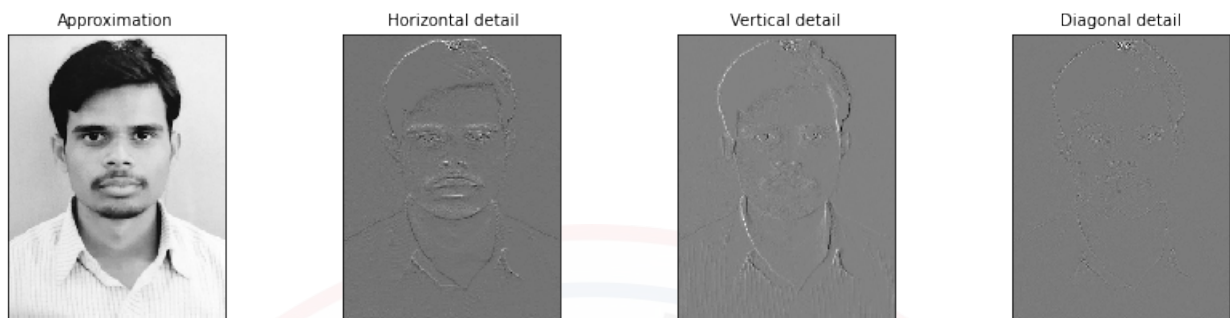 Approximation
Horizontal detail
Vertical detail
Diagonal detail